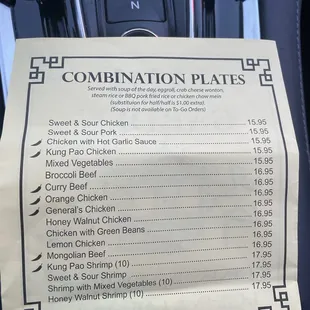 N
COMBINATION PLATES
Served with soup of the day, eggroll, crab cheese wonton,
steam rice or BBQ pork fried rice or chicken chow mein
(substituion for half/half is $1.00 extra)
(Soup is not available on To-Go Orders)
Sweet & Sour Chicken 15.95
Sweet & Sour Pork 15.95
Chicken with Hot Garlic Sauce 15.95
Kung Pao Chicken 15.95
Mixed Vegetables 15.95
Broccoli Beef 16.95
Curry Beef 16.95
Orange Chicken 16.95
General's Chicken 16.95
Honey Walnut Chicken 16.95
Chicken with Green Beans 16.95
Lemon Chicken 16.95
Mongolian Beef 17.95
Kung Pao Shrimp (10) 17.95
Sweet & Sour Shrimp 17.95
Shrimp with Mixed Vegetables (10) 17.95
Honey Walnut Shrimp (10) 17.95